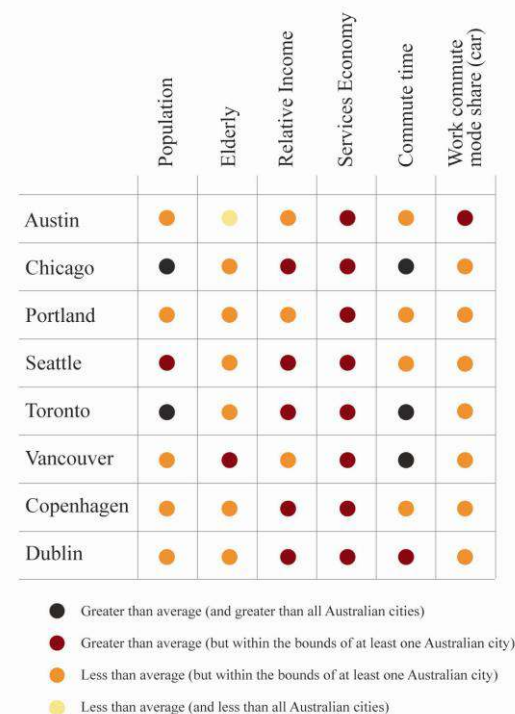 Population
Elderly
Relative Income
Services Economy
Commute time
Work commute
mode share (car)
Austin
Chicago
Portland
Seattle
Toronto
Vancouver
Copenhagen
Dublin
Greater than average (and greater than all Australian cities)
Greater than average (but within the bounds of at least one Australian city)
Less than average (but within the bounds of at least one Australian city)
Less than average (and less than all Australian cities)